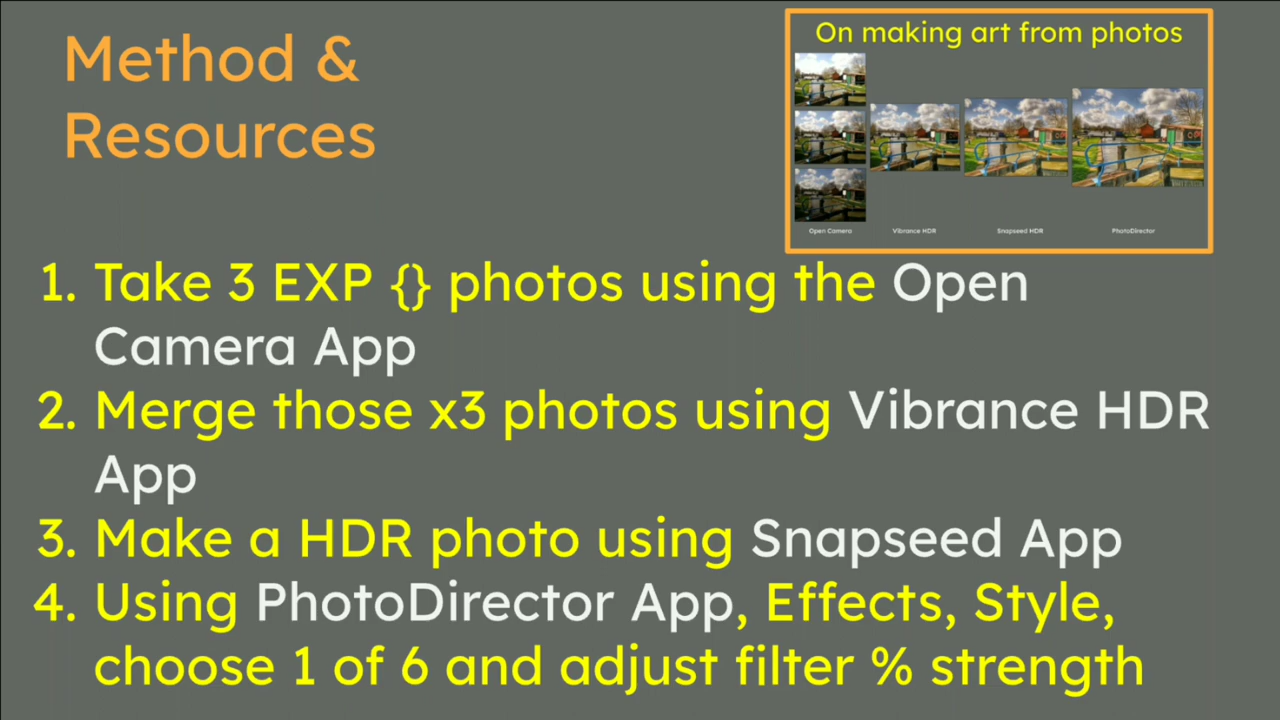 Method &
Resources
On making art from photos
Open Camera
Vibrance HDR
Snapseed HDR
PhotoDirector
1. Take 3 EXP {} photos using the Open
Camera App
2. Merge those x3 photos using Vibrance HDR
App
3. Make a HDR photo using Snapseed App
4. Using PhotoDirector App, Effects, Style,
choose 1 of 6 and adjust filter % strength